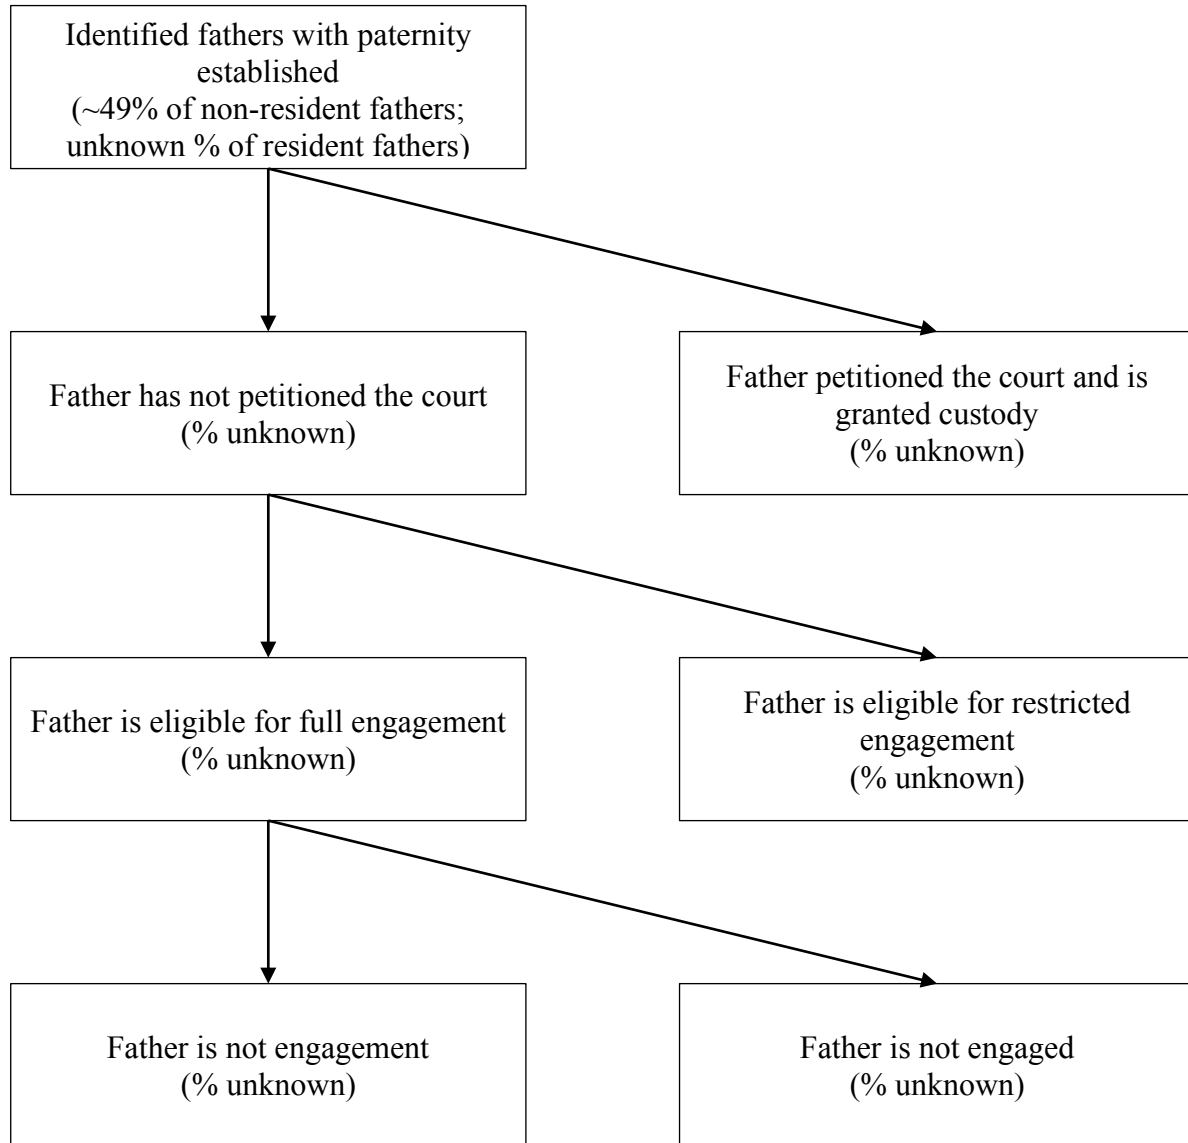 Identified fathers with paternity
established
(~49% of non-resident fathers;
unknown % of resident fathers)
Father has not petitioned the court
(% unknown)
Father petitioned the court and is
granted custody
(% unknown)
Father is eligible for full engagement
(% unknown)
Father is eligible for restricted
engagement
(% unknown)
Father is not engagement
(% unknown)
Father is not engaged
(% unknown)